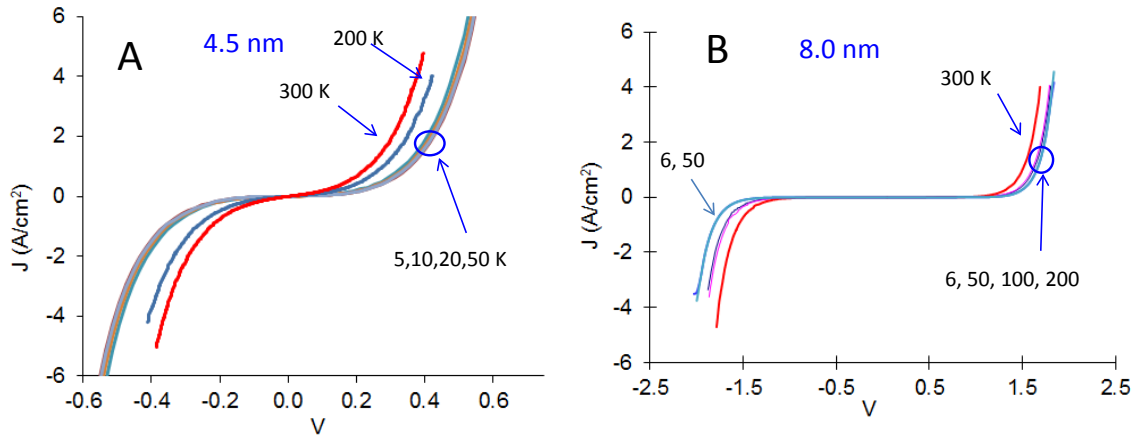 A
4.5 nm
200 K
300 K
5,10,20,50 K
J (A/cm²)
6
4
2
0
-2
-4
-6
-0.6 -0.4 -0.2 0.0 0.2 0.4 0.6
V
B
8.0 nm
300 K
6, 50
6, 50, 100, 200
J (A/cm²)
6
4
2
0
-2
-4
-6
-2.5 -1.5 -0.5 0.5 1.5 2.5
V